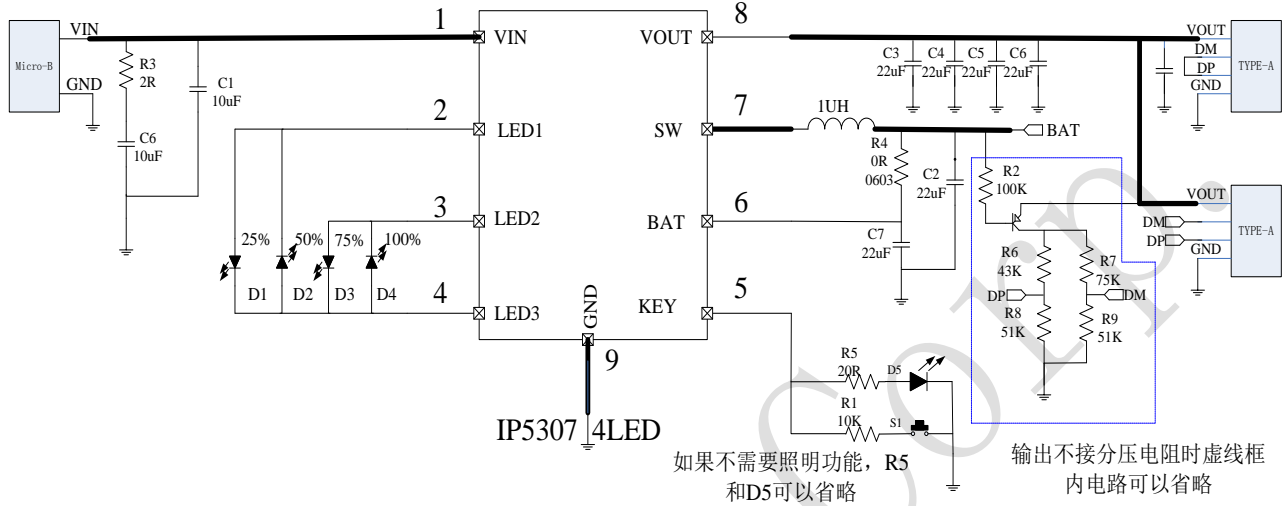 Micro-B
VIN
GND
R3
2R
C6
10uF
C1
10uF
1
VIN
2
LED1
3
LED2
4
LED3
25%
50%
75%
100%
D1
D2
D3
D4
GND
9
IP5307 4LED
8
VOUT
7
SW
6
BAT
5
KEY
C3
22uF
C4
22uF
C5
22uF
C6
22uF
1UH
BAT
R4
0R
0603
C2
22uF
C7
22uF
R2
100K
R6
43K
R7
75K
DP
DM
R8
51K
R9
51K
VOUT
DM
DP
GND
TYPE-A
VOUT
DM
DP
GND
TYPE-A
R5
20R
D5
R1
10K
S1
如果不需要照明功能，R5
和D5可以省略
输出不接分压电阻时虚线框
内电路可以省略
Corp.